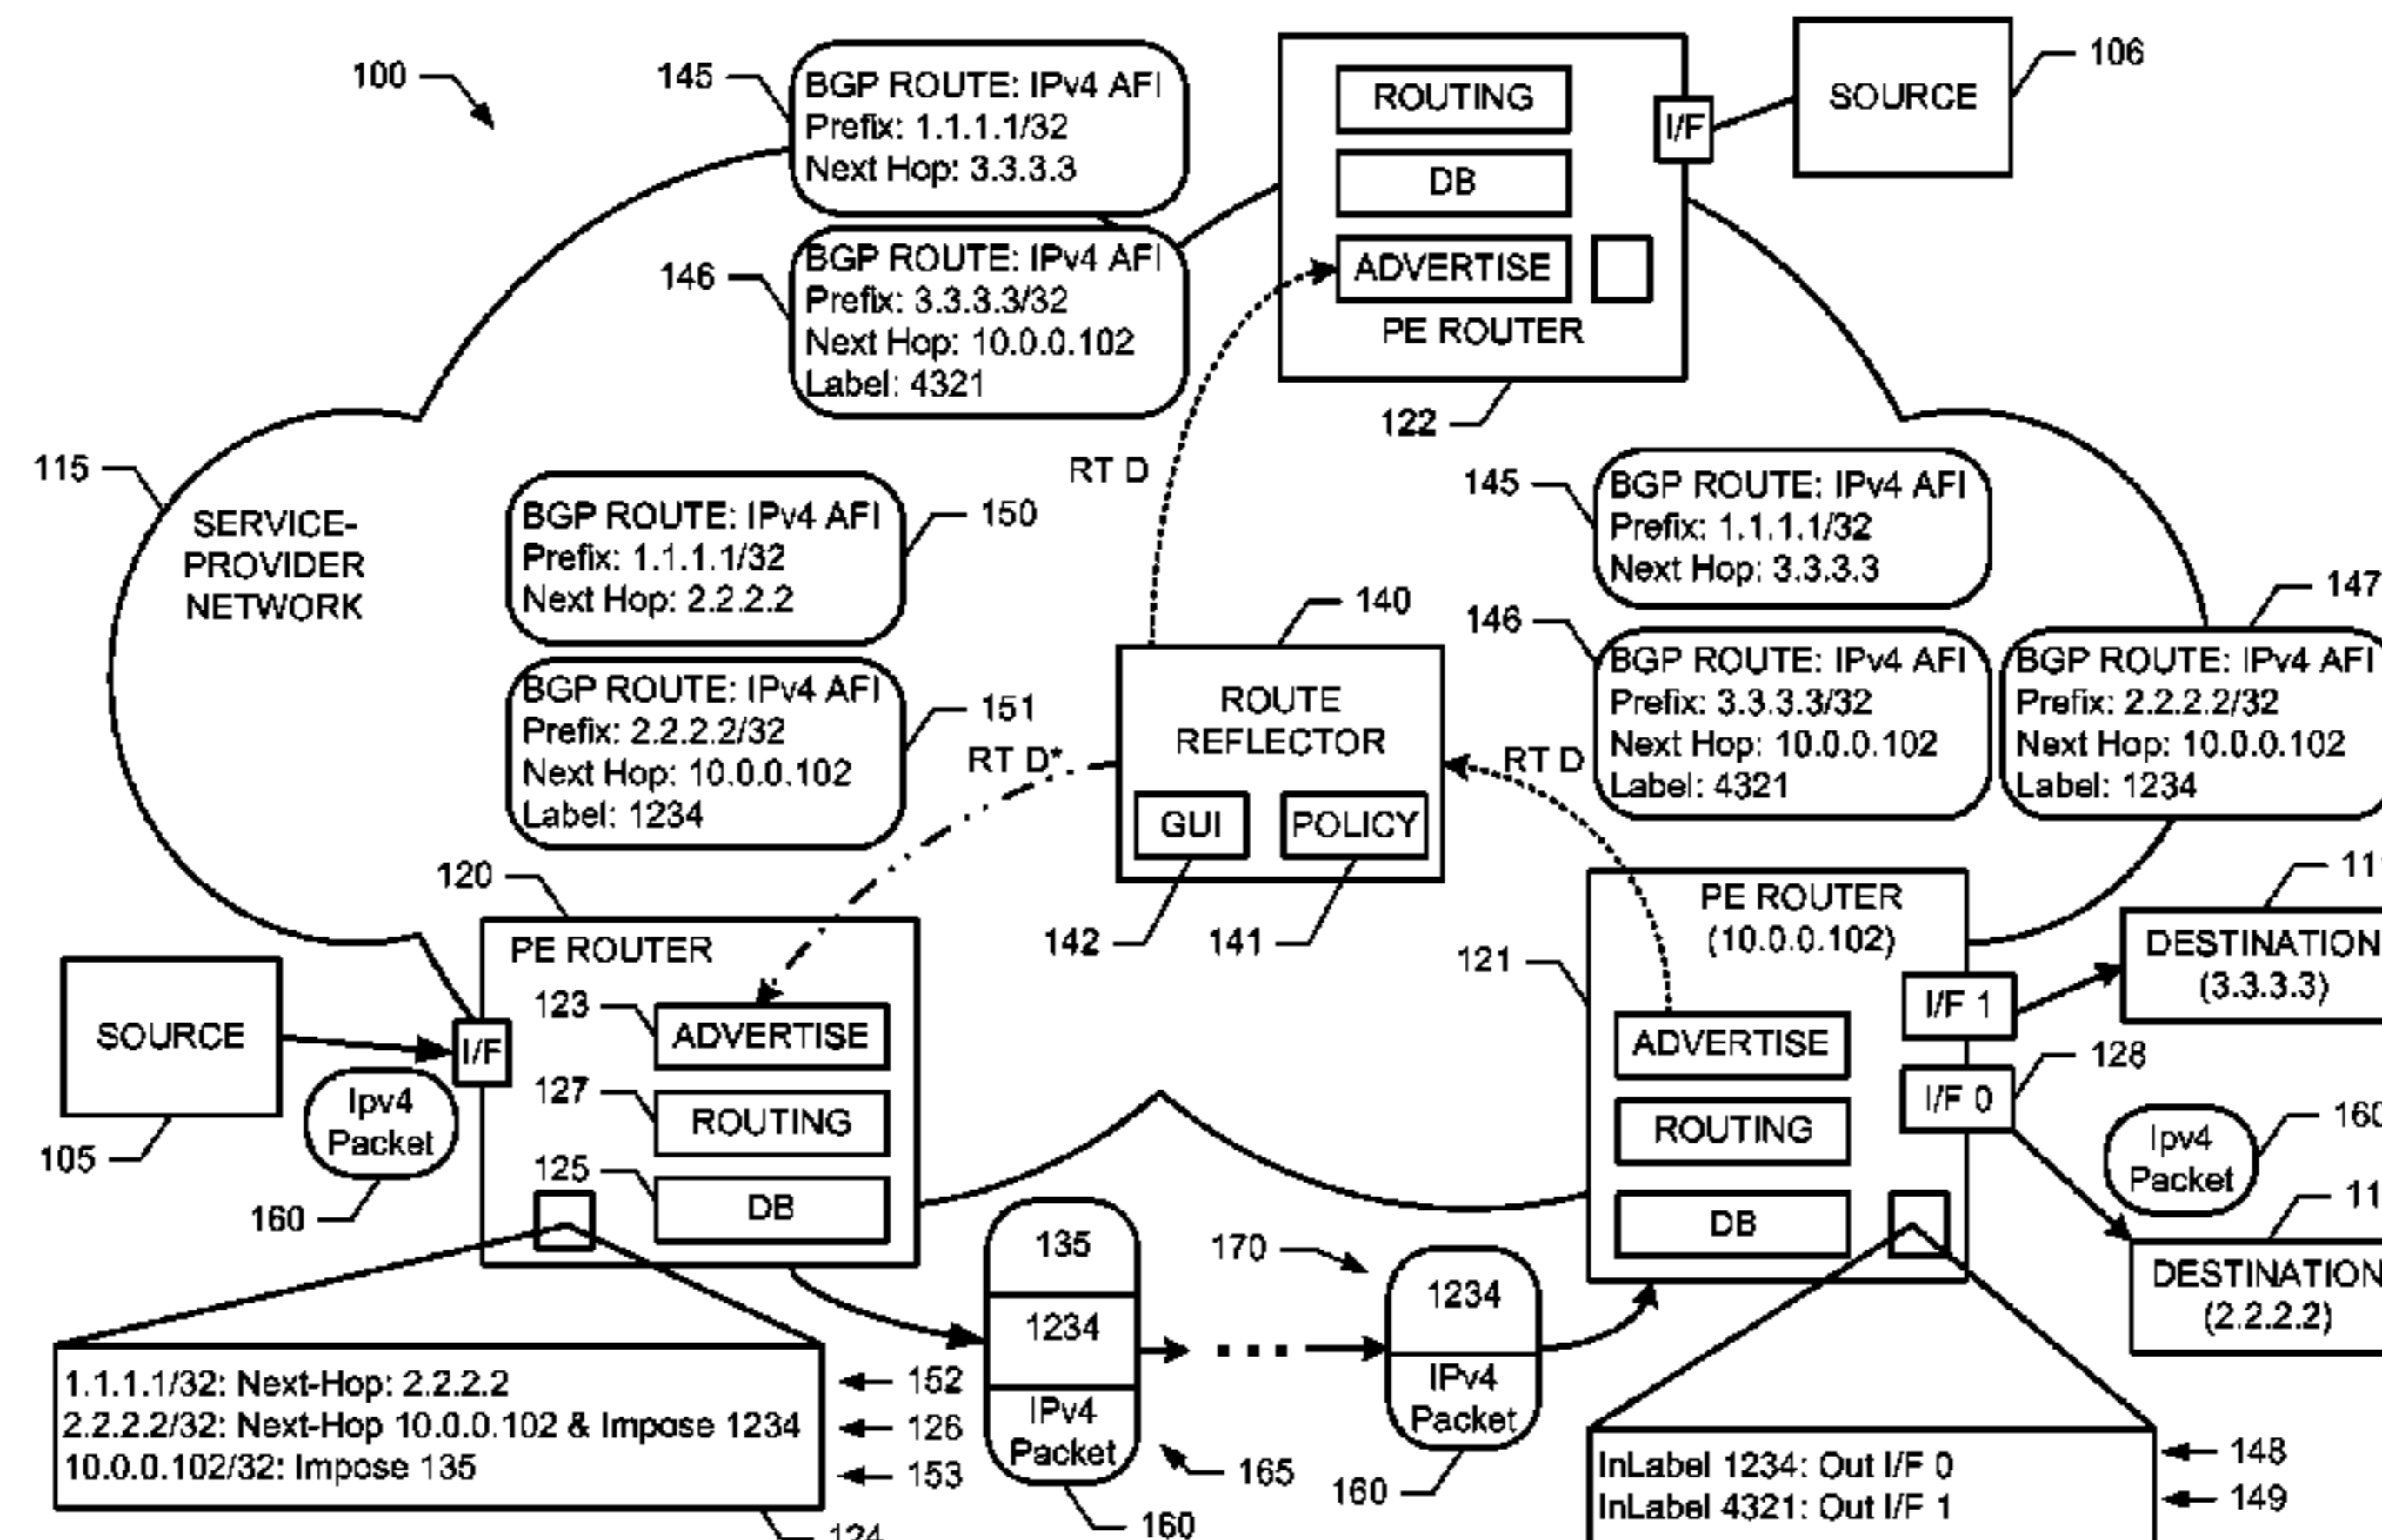 100
145
BGP ROUTE: IPv4 AFI
Prefix: 1.1.1.1/32
Next Hop: 3.3.3.3
146
BGP ROUTE: IPv4 AFI
Prefix: 3.3.3.3/32
Next Hop: 10.0.0.102
Label: 4321
ROUTING
DB
ADVERTISE
PE ROUTER
I/F
122
SOURCE
106
115
SERVICE-
PROVIDER
NETWORK
BGP ROUTE: IPv4 AFI
Prefix: 1.1.1.1/32
Next Hop: 2.2.2.2
150
BGP ROUTE: IPv4 AFI
Prefix: 2.2.2.2/32
Next Hop: 10.0.0.102
Label: 1234
151
RT D
RT D*
RT D
140
ROUTE
REFLECTOR
GUI
POLICY
142
141
145
BGP ROUTE: IPv4 AFI
Prefix: 1.1.1.1/32
Next Hop: 3.3.3.3
146
BGP ROUTE: IPv4 AFI
Prefix: 3.3.3.3/32
Next Hop: 10.0.0.102
Label: 4321
147
BGP ROUTE: IPv4 AFI
Prefix: 2.2.2.2/32
Next Hop: 10.0.0.102
Label: 1234
SOURCE
105
I/F
Ipv4
Packet
160
120
PE ROUTER
123
ADVERTISE
127
ROUTING
125
DB
1.1.1.1/32: Next-Hop: 2.2.2.2
2.2.2.2/32: Next-Hop 10.0.0.102 & Impose 1234
10.0.0.102/32: Impose 135
152
126
153
124
135
1234
IPv4
Packet
165
160
170
1234
IPv4
Packet
160
121
PE ROUTER
(10.0.0.102)
ADVERTISE
ROUTING
DB
I/F 1
I/F 0
128
DESTINATION
(3.3.3.3)
Ipv4
Packet
160
DESTINATION
(2.2.2.2)
InLabel 1234: Out I/F 0
InLabel 4321: Out I/F 1
148
149